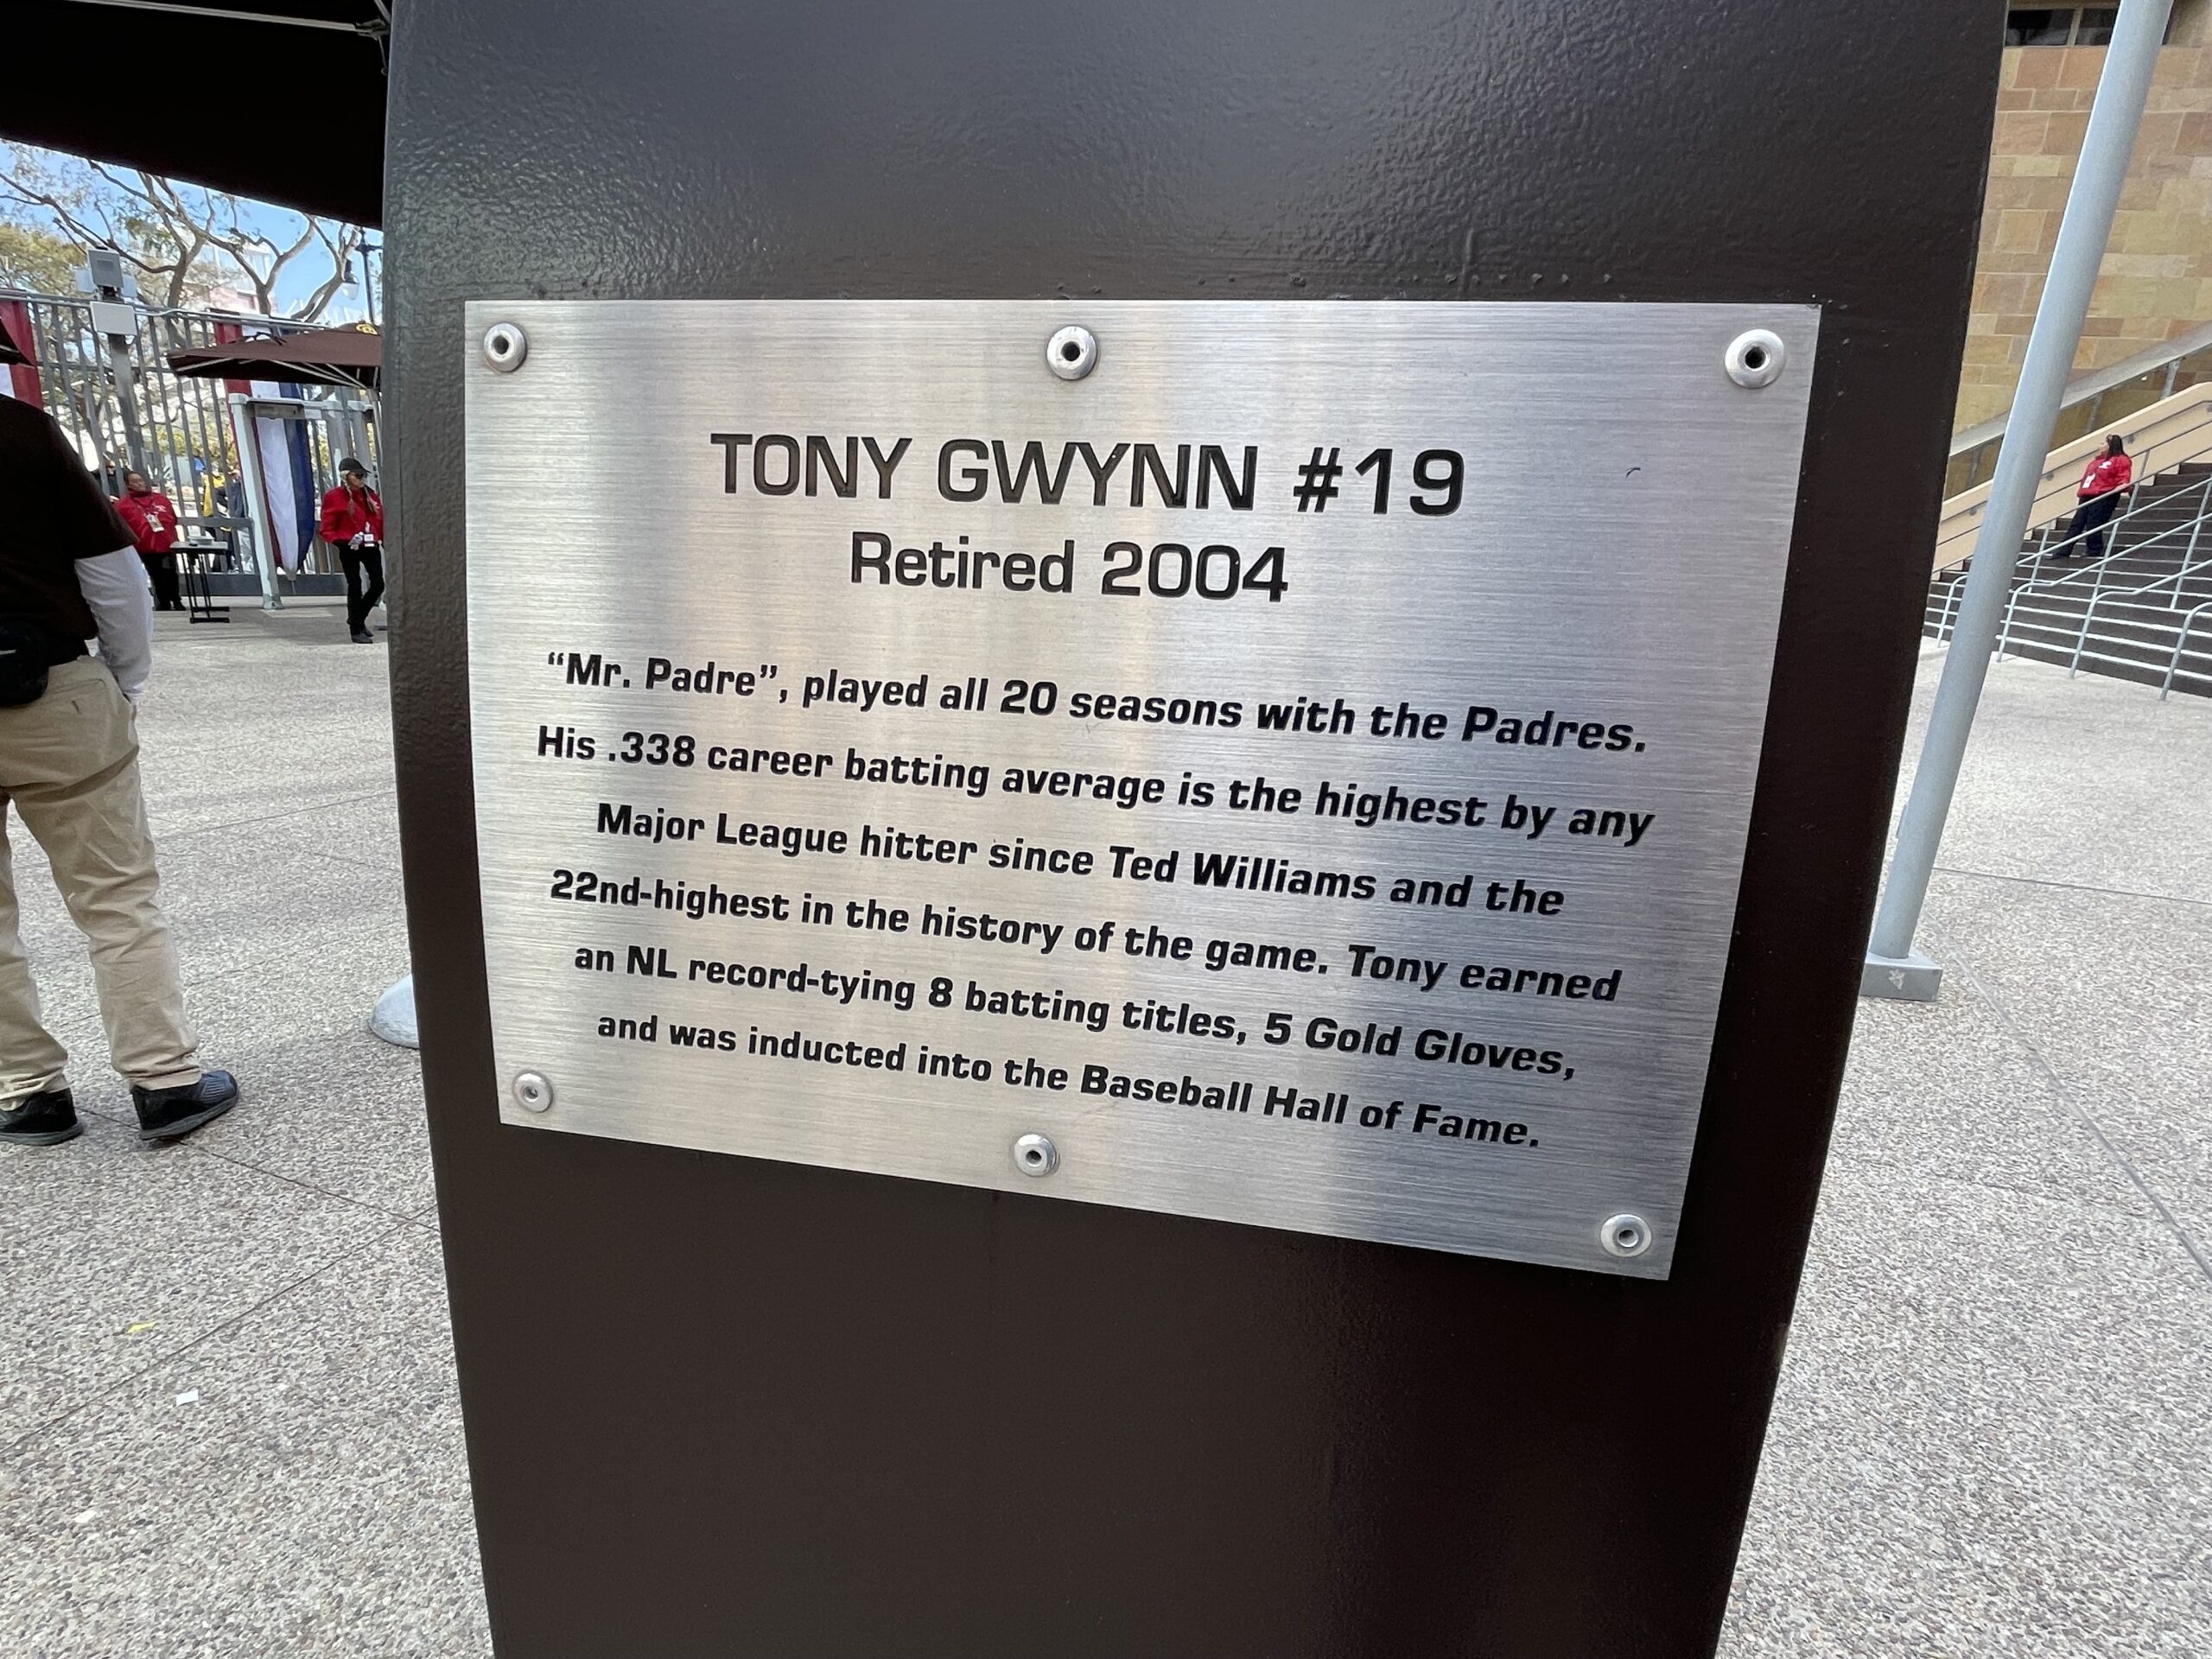 TONY GWYNN #19
Retired 2004
“Mr. Padre”, played all 20 seasons with the Padres.
His .338 career batting average is the highest by any
Major League hitter since Ted Williams and the
22nd-highest in the history of the game. Tony earned
an NL record-tying 8 batting titles, 5 Gold Gloves,
and was inducted into the Baseball Hall of Fame.